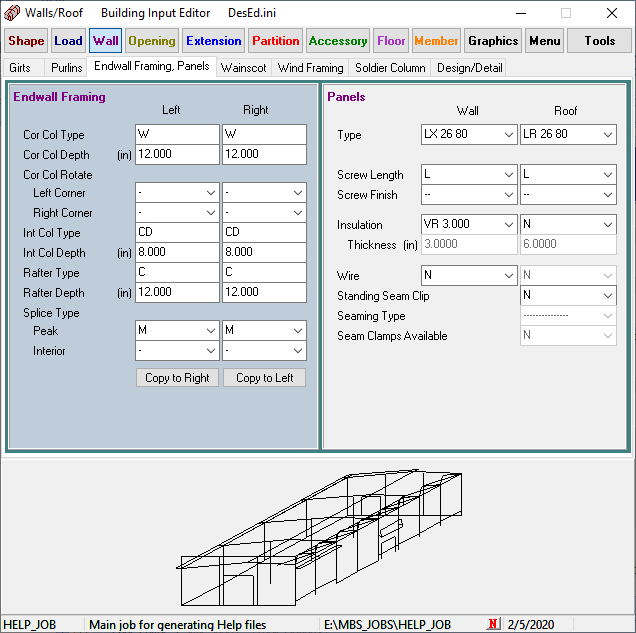 Walls/Roof Building Input Editor DesEd.ini
Shape Load Wall Opening Extension Partition Accessory Floor Member Graphics Menu Tools
Girts Purlins Endwall Framing, Panels Wainscot Wind Framing Soldier Column Design/Detail
Endwall Framing
Left Right
Cor Col Type W W
Cor Col Depth (in) 12.000 12.000
Cor Col Rotate
Left Corner - -
Right Corner - -
Int Col Type CD CD
Int Col Depth (in) 8.000 8.000
Rafter Type C C
Rafter Depth (in) 12.000 12.000
Splice Type
Peak M M
Interior - -
Copy to Right Copy to Left
Panels
Wall Roof
Type LX 26 80 LR 26 80
Screw Length L L
Screw Finish -- --
Insulation VR 3.000 N
Thickness (in) 3.0000 6.0000
Wire N N
Standing Seam Clip N
Seaming Type --------------
Seam Clamps Available N
HELP_JOB Main job for generating Help files E:\MBS_JOBS\HELP_JOB N 2/5/2020